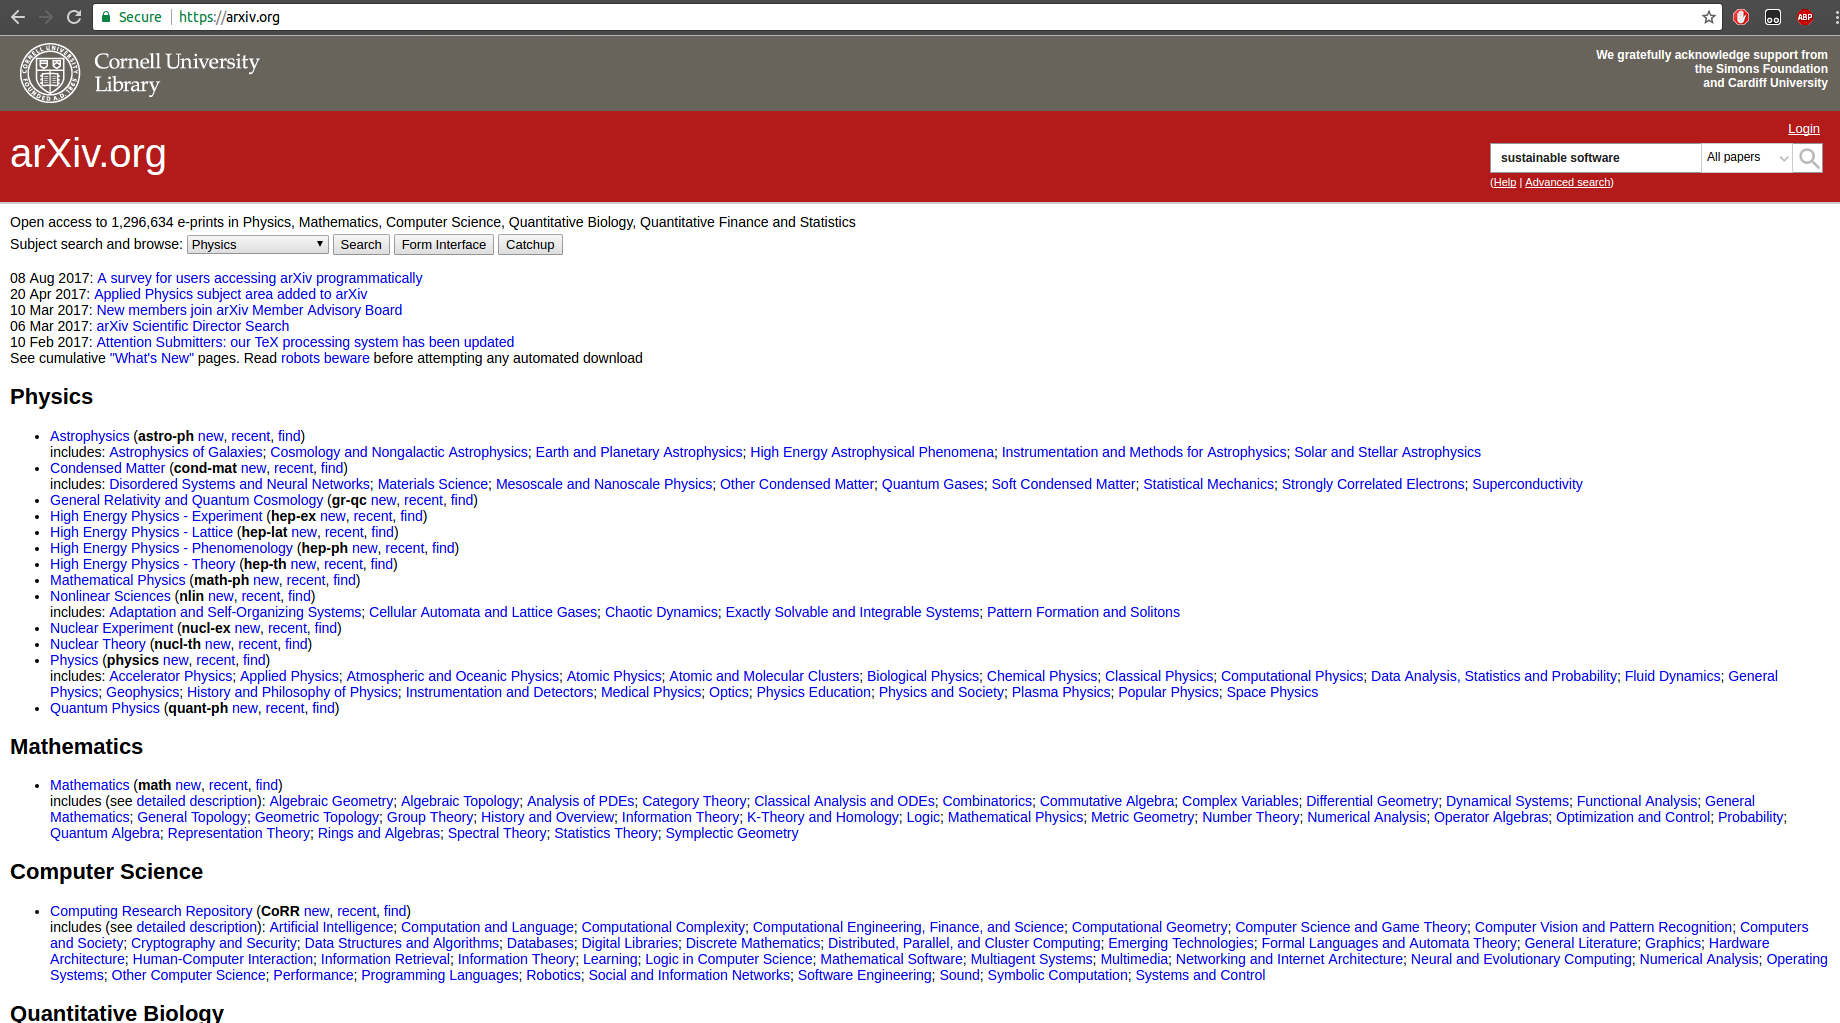 Secure https://arxiv.org
ABP
Cornell University
Library
We gratefully acknowledge support from
the Simons Foundation
and Cardiff University
arXiv.org
Login
sustainable software All papers
(Help | Advanced search)
Open access to 1,296,634 e-prints in Physics, Mathematics, Computer Science, Quantitative Biology, Quantitative Finance and Statistics
Subject search and browse: Physics Search Form Interface Catchup
08 Aug 2017: A survey for users accessing arXiv programmatically
20 Apr 2017: Applied Physics subject area added to arXiv
10 Mar 2017: New members join arXiv Member Advisory Board
06 Mar 2017: arXiv Scientific Director Search
10 Feb 2017: Attention Submitters: our TeX processing system has been updated
See cumulative "What's New" pages. Read robots beware before attempting any automated download
Physics
• Astrophysics (astro-ph new, recent, find)
includes: Astrophysics of Galaxies; Cosmology and Nongalactic Astrophysics; Earth and Planetary Astrophysics; High Energy Astrophysical Phenomena; Instrumentation and Methods for Astrophysics; Solar and Stellar Astrophysics
• Condensed Matter (cond-mat new, recent, find)
includes: Disordered Systems and Neural Networks; Materials Science; Mesoscale and Nanoscale Physics; Other Condensed Matter; Quantum Gases; Soft Condensed Matter; Statistical Mechanics; Strongly Correlated Electrons; Superconductivity
• General Relativity and Quantum Cosmology (gr-qc new, recent, find)
• High Energy Physics - Experiment (hep-ex new, recent, find)
• High Energy Physics - Lattice (hep-lat new, recent, find)
• High Energy Physics - Phenomenology (hep-ph new, recent, find)
• High Energy Physics - Theory (hep-th new, recent, find)
• Mathematical Physics (math-ph new, recent, find)
• Nonlinear Sciences (nlin new, recent, find)
includes: Adaptation and Self-Organizing Systems; Cellular Automata and Lattice Gases; Chaotic Dynamics; Exactly Solvable and Integrable Systems; Pattern Formation and Solitons
• Nuclear Experiment (nucl-ex new, recent, find)
• Nuclear Theory (nucl-th new, recent, find)
• Physics (physics new, recent, find)
includes: Accelerator Physics; Applied Physics; Atmospheric and Oceanic Physics; Atomic Physics; Atomic and Molecular Clusters; Biological Physics; Chemical Physics; Classical Physics; Computational Physics; Data Analysis, Statistics and Probability; Fluid Dynamics; General
Physics; Geophysics; History and Philosophy of Physics; Instrumentation and Detectors; Medical Physics; Optics; Physics Education; Physics and Society; Plasma Physics; Popular Physics; Space Physics
• Quantum Physics (quant-ph new, recent, find)
Mathematics
• Mathematics (math new, recent, find)
includes (see detailed description): Algebraic Geometry; Algebraic Topology; Analysis of PDEs; Category Theory; Classical Analysis and ODEs; Combinatorics; Commutative Algebra; Complex Variables; Differential Geometry; Dynamical Systems; Functional Analysis; General
Mathematics; General Topology; Geometric Topology; Group Theory; History and Overview; Information Theory; K-Theory and Homology; Logic; Mathematical Physics; Metric Geometry; Number Theory; Numerical Analysis; Operator Algebras; Optimization and Control; Probability;
Quantum Algebra; Representation Theory; Rings and Algebras; Spectral Theory; Statistics Theory; Symplectic Geometry
Computer Science
• Computing Research Repository (CoRR new, recent, find)
includes (see detailed description): Artificial Intelligence; Computation and Language; Computational Complexity; Computational Engineering, Finance, and Science; Computational Geometry; Computer Science and Game Theory; Computer Vision and Pattern Recognition; Computers
and Society; Cryptography and Security; Data Structures and Algorithms; Databases; Digital Libraries; Discrete Mathematics; Distributed, Parallel, and Cluster Computing; Emerging Technologies; Formal Languages and Automata Theory; General Literature; Graphics; Hardware
Architecture; Human-Computer Interaction; Information Retrieval; Information Theory; Learning; Logic in Computer Science; Mathematical Software; Multiagent Systems; Multimedia; Networking and Internet Architecture; Neural and Evolutionary Computing; Numerical Analysis; Operating
Systems; Other Computer Science; Performance; Programming Languages; Robotics; Social and Information Networks; Software Engineering; Sound; Symbolic Computation; Systems and Control
Quantitative Biology